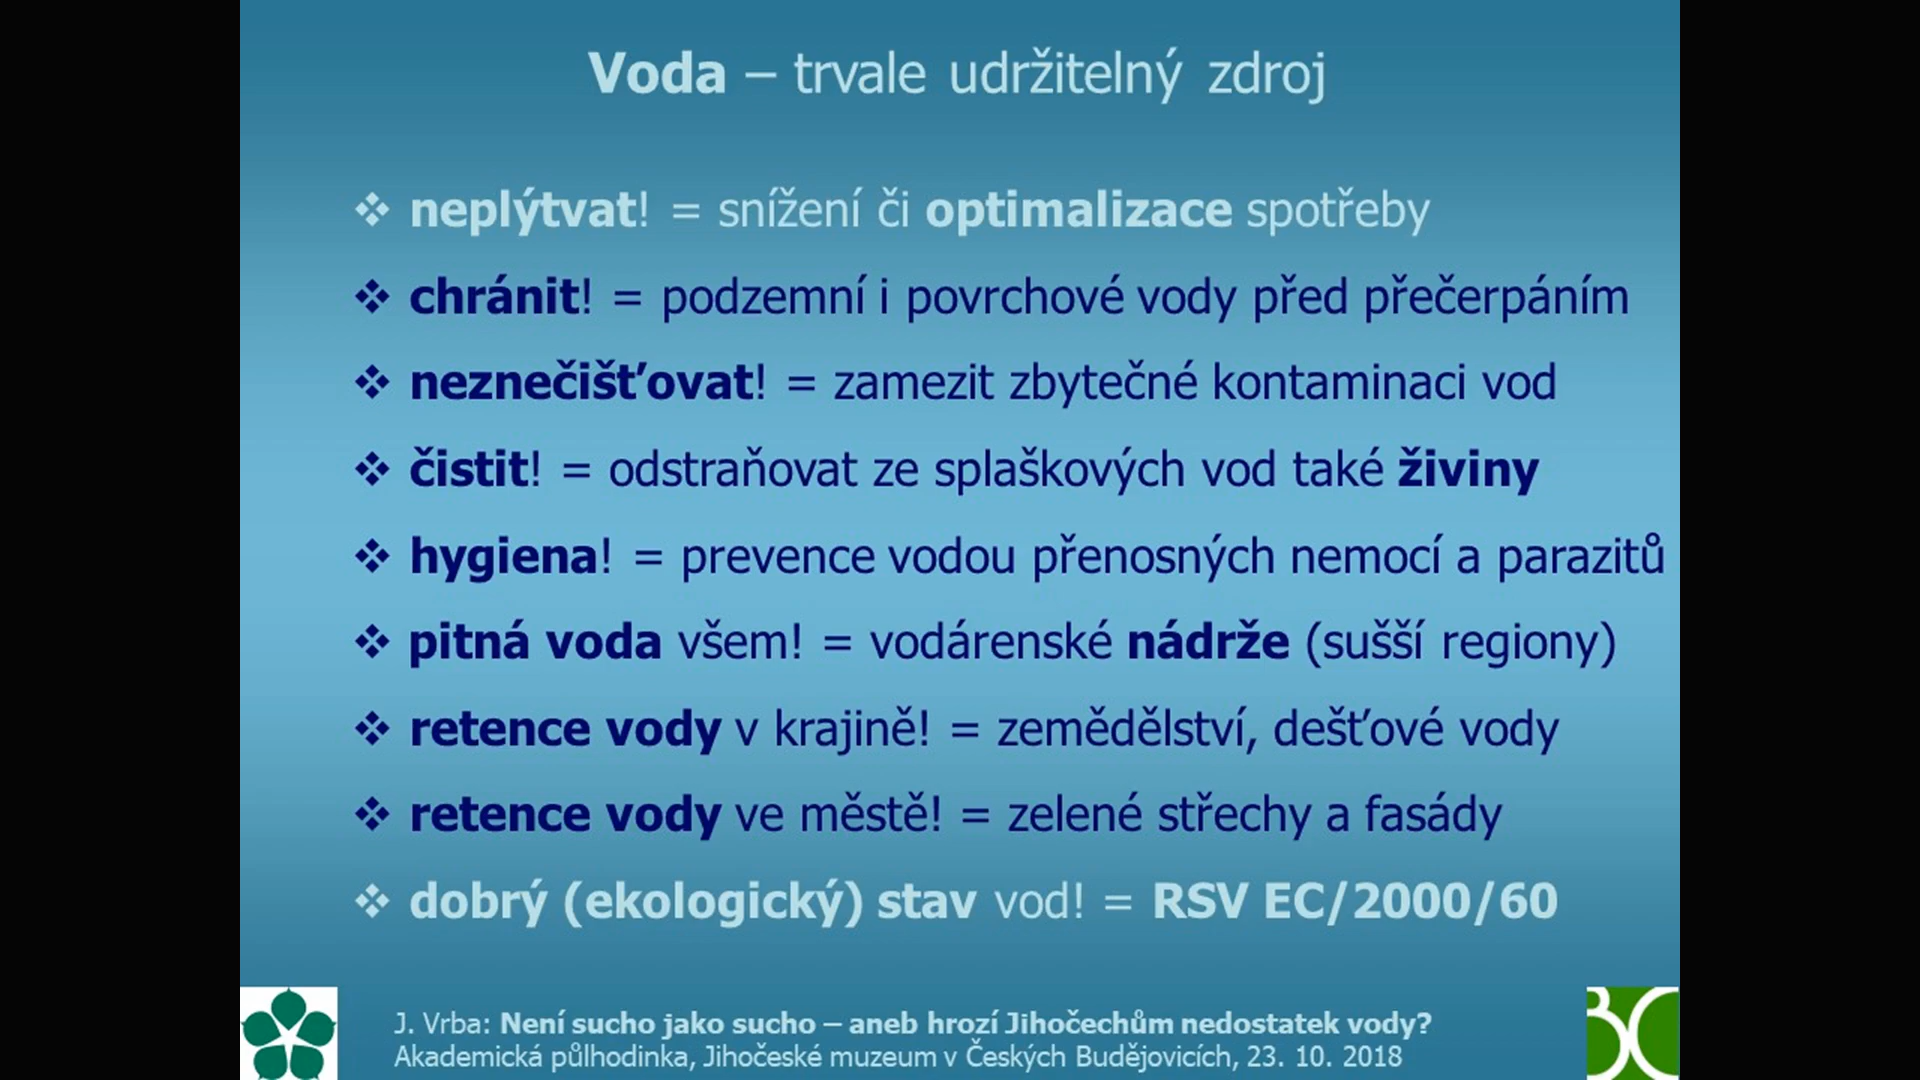 Voda – trvale udržitelný zdroj
❖ neplýtvat! = snížení či optimalizace spotřeby
❖ chránit! = podzemní i povrchové vody před přečerpáním
❖ neznečišťovat! = zamezit zbytečné kontaminaci vod
❖ čistit! = odstraňovat ze splaškových vod také živiny
❖ hygiena! = prevence vodou přenosných nemocí a parazitů
❖ pitná voda všem! = vodárenské nádrže (sušší regiony)
❖ retence vody v krajině! = zemědělství, dešťové vody
❖ retence vody ve městě! = zelené střechy a fasády
❖ dobrý (ekologický) stav vod! = RSV EC/2000/60
J. Vrba: Není sucho jako sucho – aneb hrozí Jihočechům nedostatek vody?
Akademická půlhodinka, Jihočeské muzeum v Českých Budějovicích, 23. 10. 2018